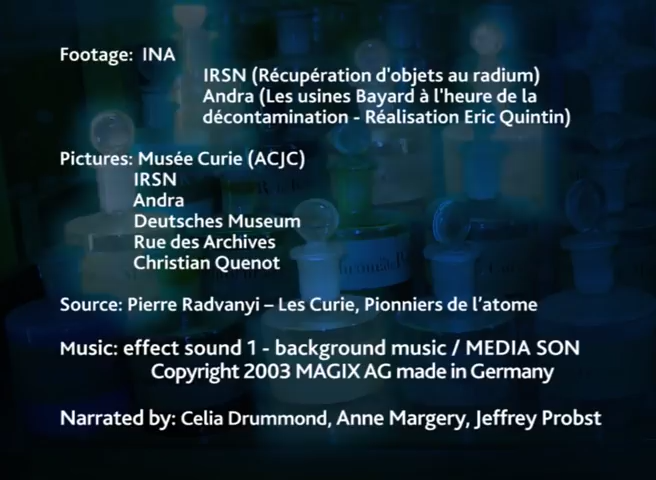 Footage: INA
IRSN (Récupération d'objets au radium)
Andra (Les usines Bayard à l'heure de la
décontamination - Réalisation Eric Quintin)
Pictures: Musée Curie (ACJC)
IRSN
Andra
Deutsches Museum
Rue des Archives
Christian Quenot
Source: Pierre Radvanyi – Les Curie, Pionniers de l'atome
Music: effect sound 1 - background music / MEDIA SON
Copyright 2003 MAGIX AG made in Germany
Narrated by: Celia Drummond, Anne Margery, Jeffrey Probst